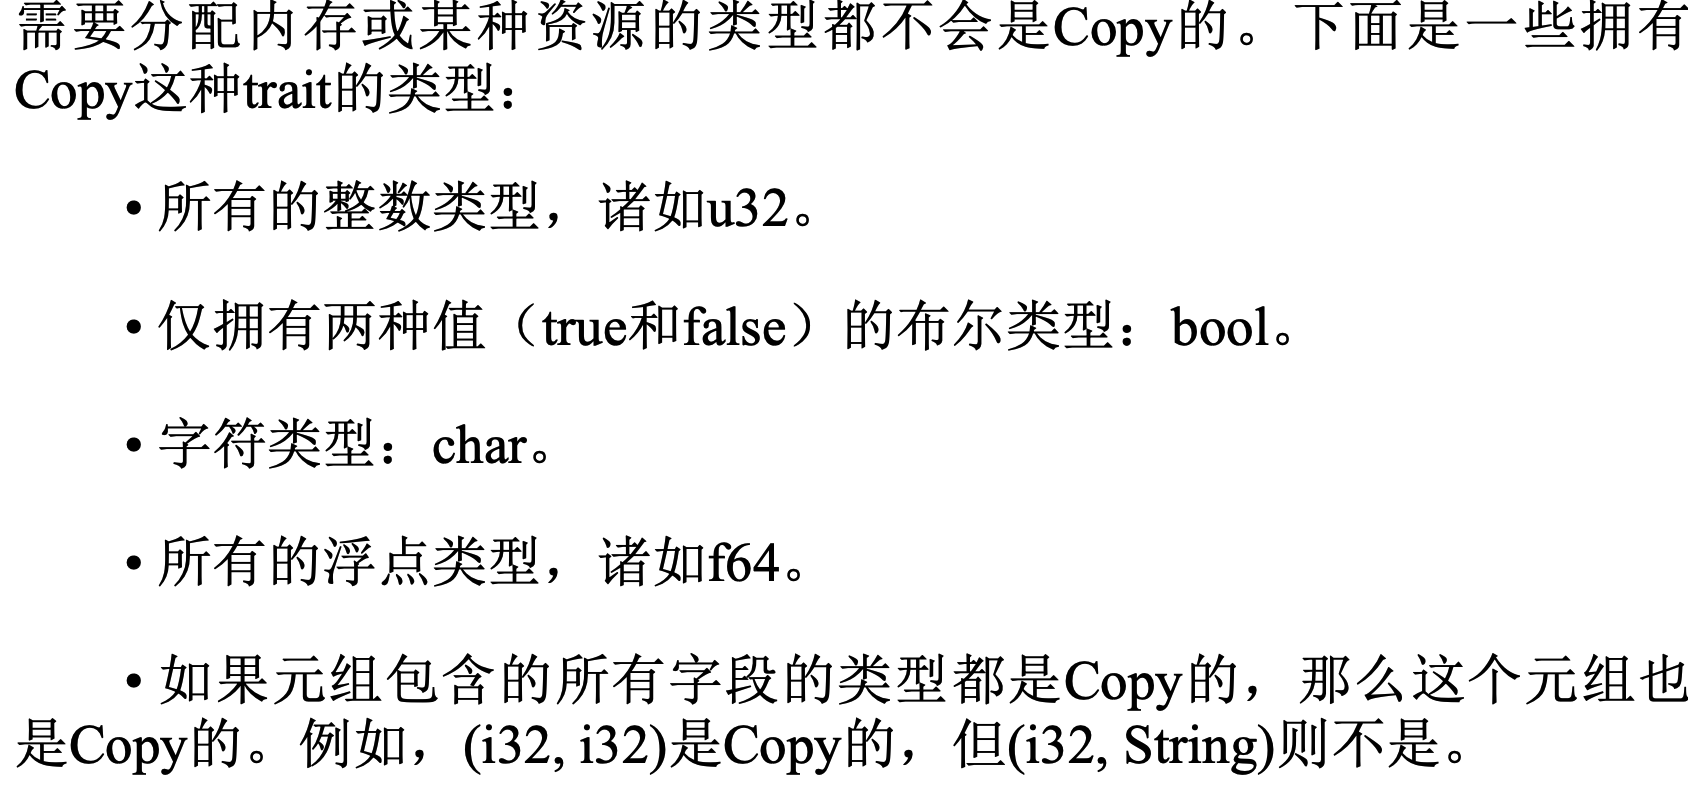 需要分配内存或某种资源的类型都不会是Copy的。下面是一些拥有
Copy这种trait的类型：
• 所有的整数类型，诸如u32。
• 仅拥有两种值（true和false）的布尔类型：bool。
• 字符类型：char。
• 所有的浮点类型，诸如f64。
• 如果元组包含的所有字段的类型都是Copy的，那么这个元组也
是Copy的。例如，(i32, i32)是Copy的，但(i32, String)则不是。